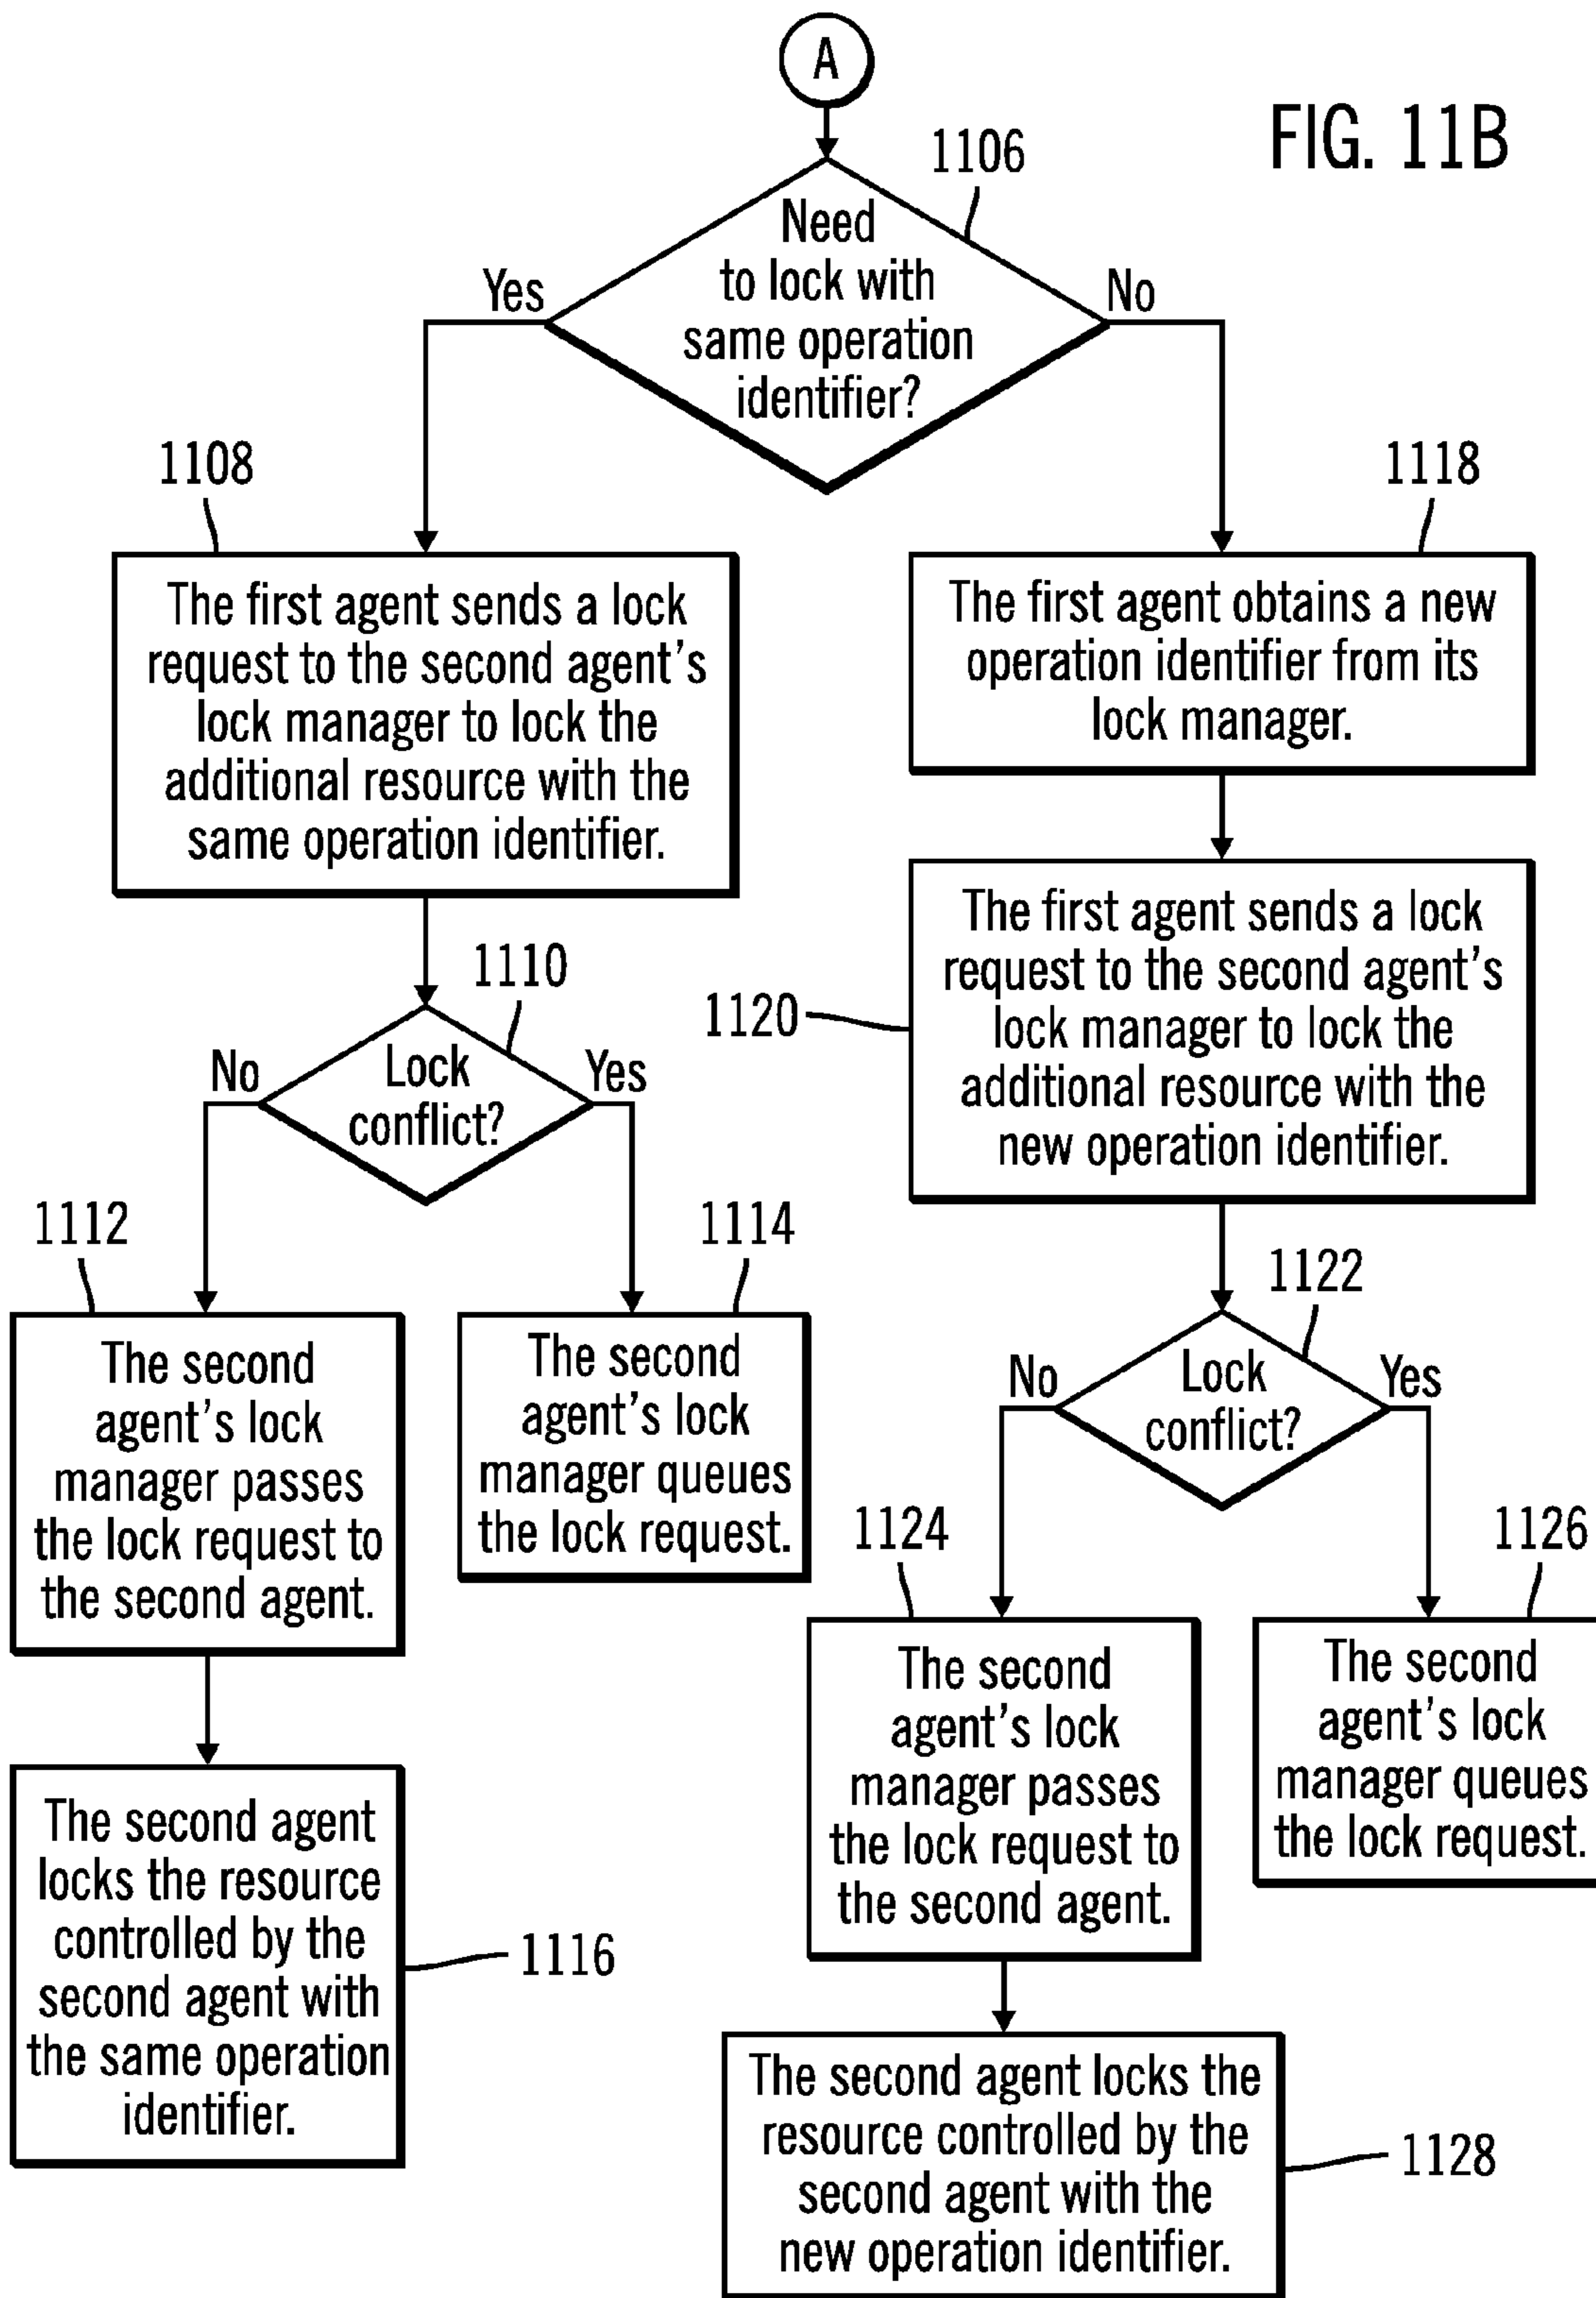 A
FIG. 11B
1106
Need
to lock with
same operation
identifier?
Yes
No
1108
The first agent sends a lock
request to the second agent's
lock manager to lock the
additional resource with the
same operation identifier.
1118
The first agent obtains a new
operation identifier from its
lock manager.
1110
Lock
conflict?
No
Yes
1120
The first agent sends a lock
request to the second agent's
lock manager to lock the
additional resource with the
new operation identifier.
1112
The second
agent's lock
manager passes
the lock request to
the second agent.
1114
The second
agent's lock
manager queues
the lock request.
1122
Lock
conflict?
No
Yes
1116
The second agent
locks the resource
controlled by the
second agent with
the same operation
identifier.
1124
The second
agent's lock
manager passes
the lock request to
the second agent.
1126
The second
agent's lock
manager queues
the lock request.
1128
The second agent locks the
resource controlled by the
second agent with the
new operation identifier.